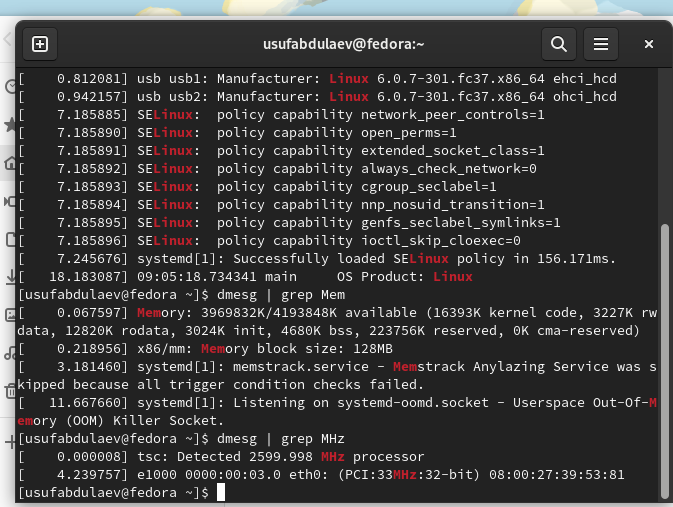 usufabdulaev@fedora:~
[    0.812081] usb usb1: Manufacturer: Linux 6.0.7-301.fc37.x86_64 ehci_hcd
[    0.942157] usb usb2: Manufacturer: Linux 6.0.7-301.fc37.x86_64 ohci_hcd
[    7.185885] SELinux:  policy capability network_peer_controls=1
[    7.185890] SELinux:  policy capability open_perms=1
[    7.185891] SELinux:  policy capability extended_socket_class=1
[    7.185892] SELinux:  policy capability always_check_network=0
[    7.185893] SELinux:  policy capability cgroup_seclabel=1
[    7.185894] SELinux:  policy capability nnp_nosuid_transition=1
[    7.185895] SELinux:  policy capability genfs_seclabel_symlinks=1
[    7.185896] SELinux:  policy capability ioctl_skip_cloexec=0
[    7.245676] systemd[1]: Successfully loaded SELinux policy in 156.171ms.
[   18.183087] 09:05:18.734341 main     OS Product: Linux
[usufabdulaev@fedora ~]$ dmesg | grep Mem
[    0.067597] Memory: 3969832K/4193848K available (16393K kernel code, 3227K rw
data, 12820K rodata, 3024K init, 4680K bss, 223756K reserved, 0K cma-reserved)
[    0.218956] x86/mm: Memory block size: 128MB
[    3.181460] systemd[1]: memstrack.service - Memstrack Anylazing Service was s
kipped because all trigger condition checks failed.
[   11.667660] systemd[1]: Listening on systemd-oomd.socket - Userspace Out-Of-M
emory (OOM) Killer Socket.
[usufabdulaev@fedora ~]$ dmesg | grep MHz
[    0.000008] tsc: Detected 2599.998 MHz processor
[    4.239757] e1000 0000:00:03.0 eth0: (PCI:33MHz:32-bit) 08:00:27:39:53:81
[usufabdulaev@fedora ~]$